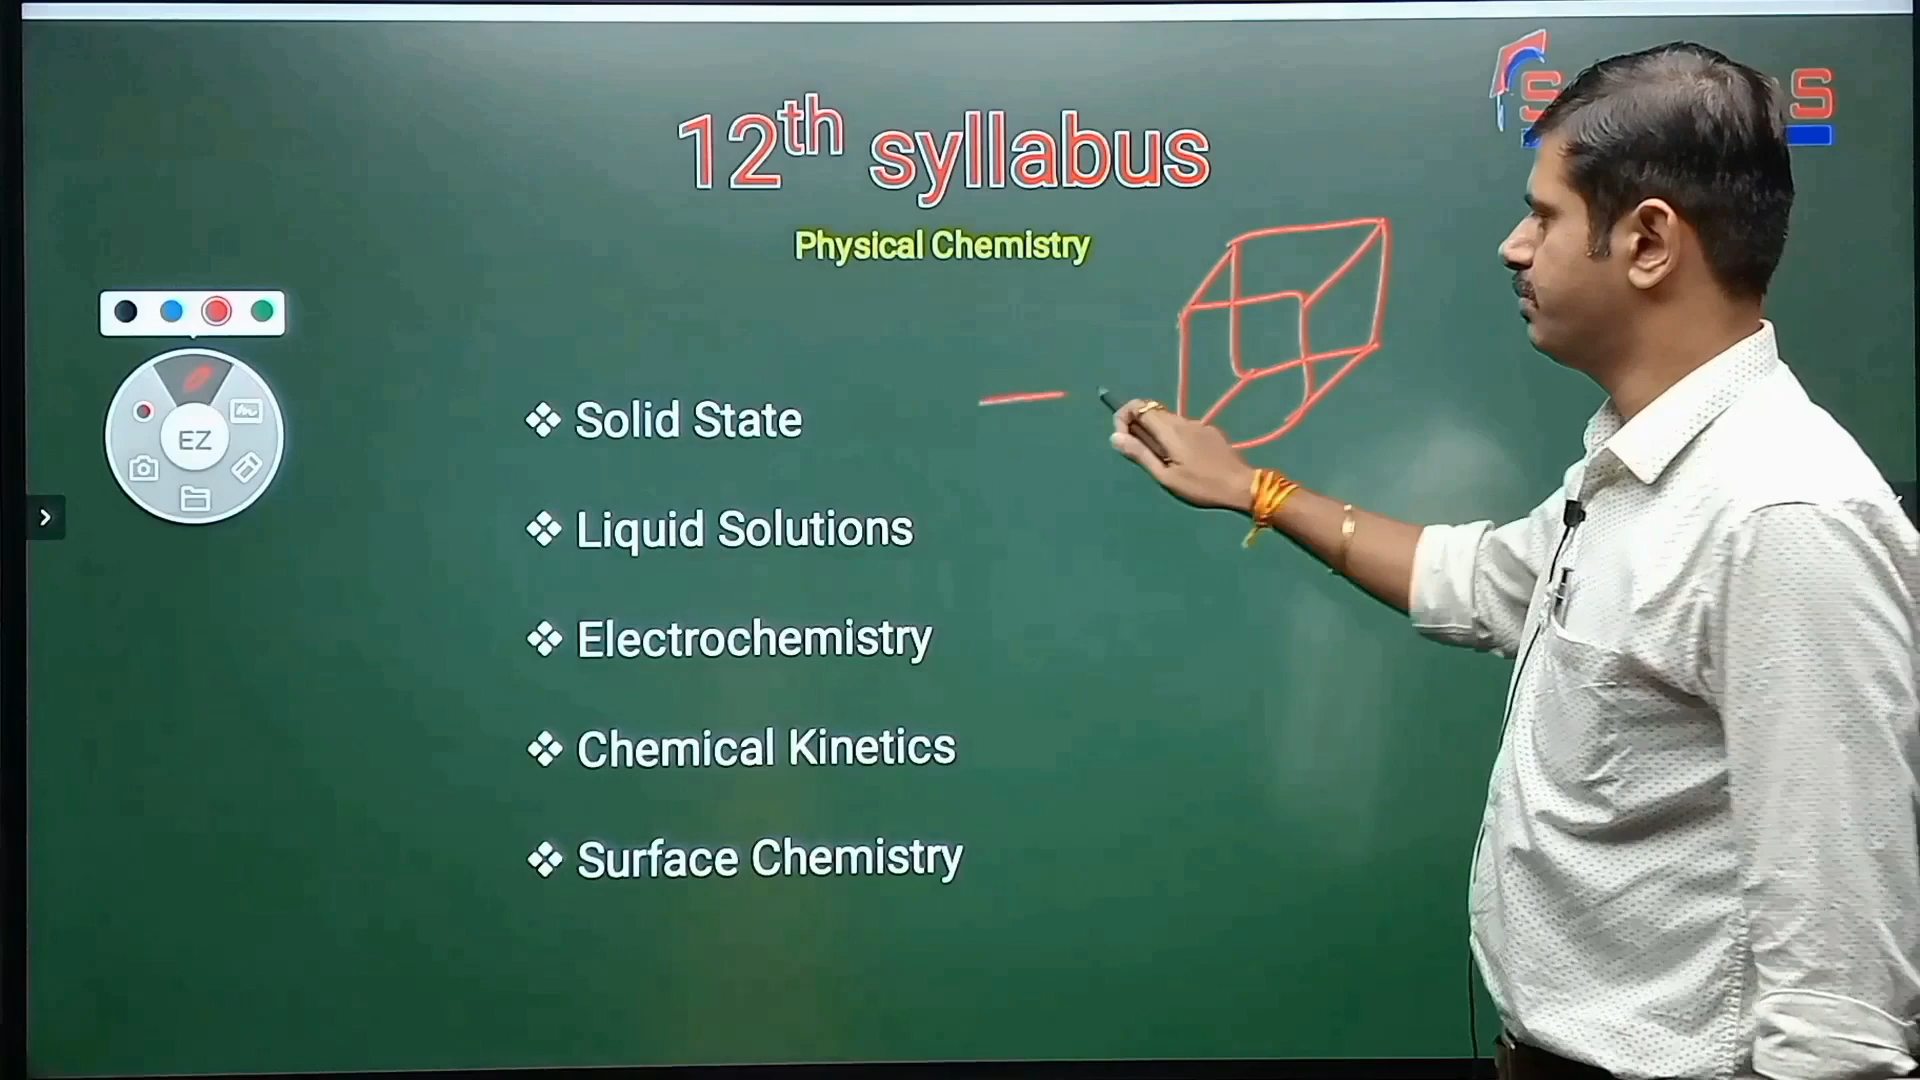 12th syllabus
Physical Chemistry
EZ
❖ Solid State
❖ Liquid Solutions
❖ Electrochemistry
❖ Chemical Kinetics
❖ Surface Chemistry